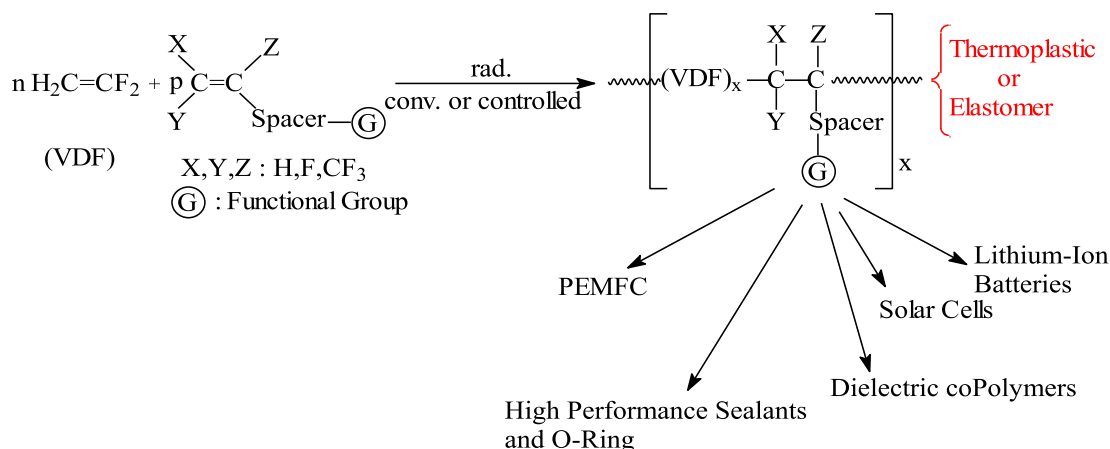 n H₂C=CF₂ + p
X
Y
C=C
Z
Spacer—G
(VDF)
X,Y,Z : H,F,CF₃
G : Functional Group
rad.
conv. or controlled
(VDF)ₓ
X
Z
C
C
Y
Spacer
G
x
Thermoplastic
or
Elastomer
PEMFC
High Performance Sealants
and O-Ring
Dielectric coPolymers
Solar Cells
Lithium-Ion
Batteries